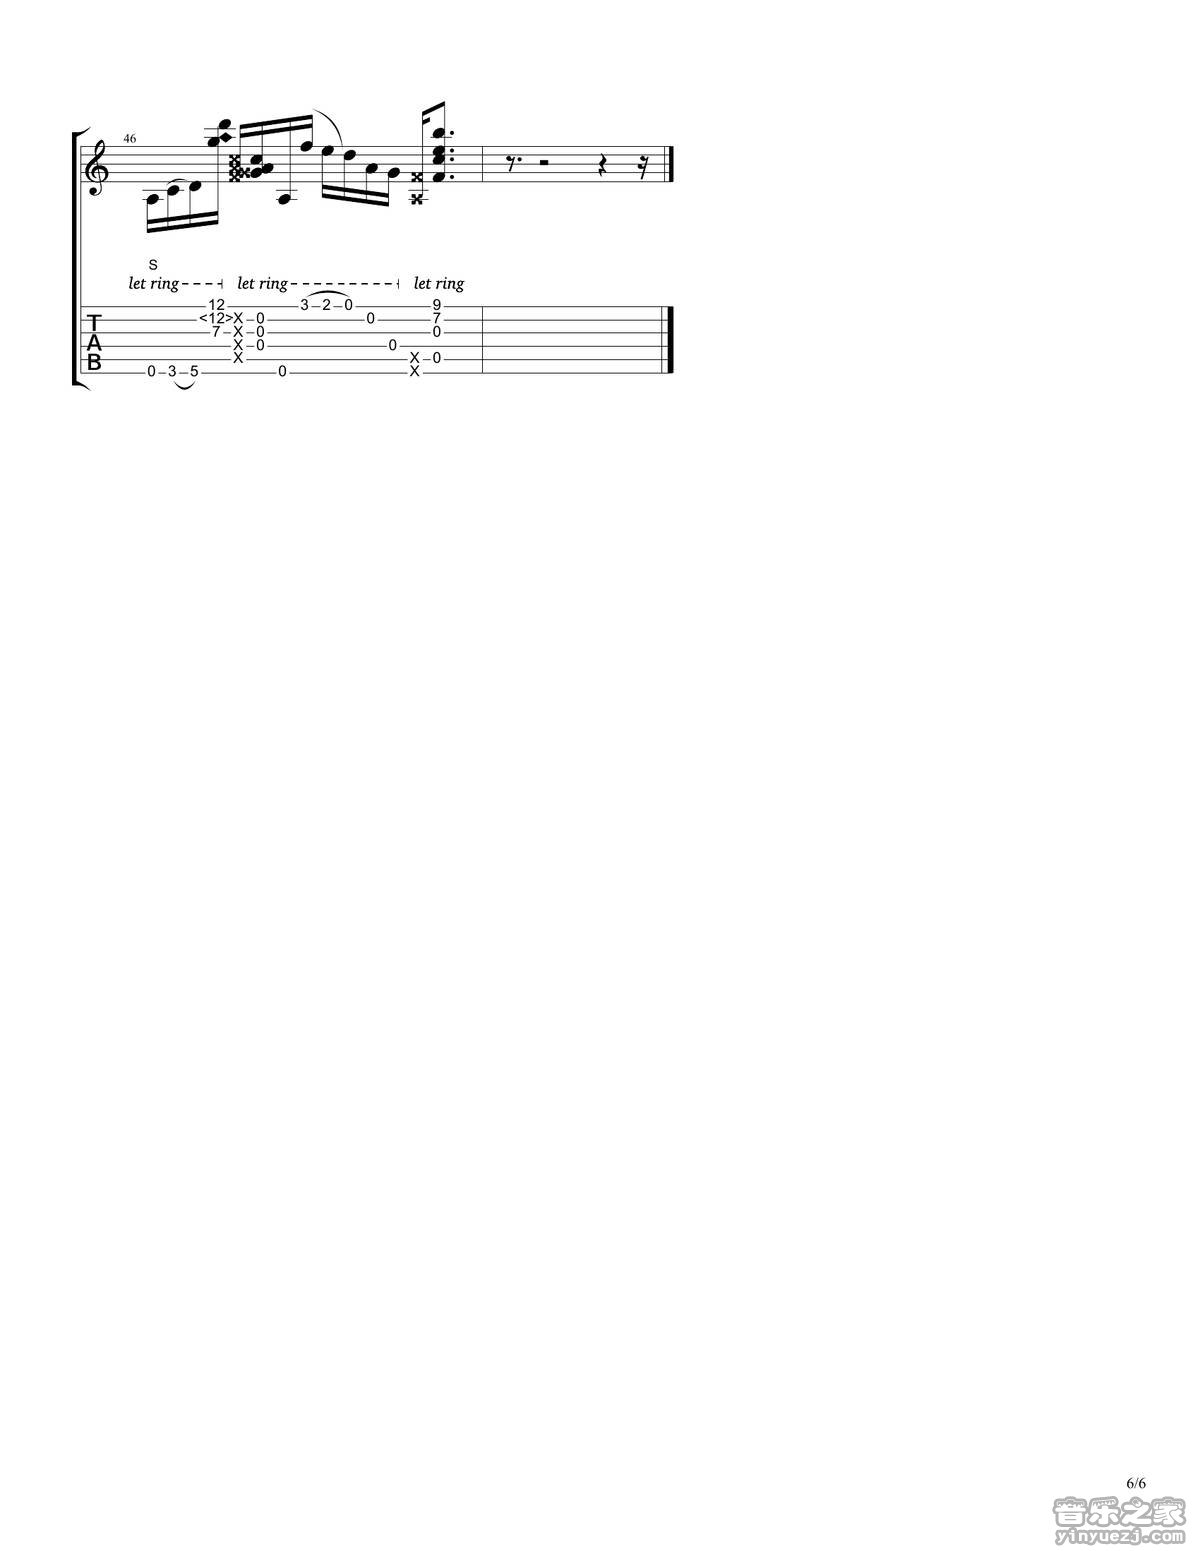 46
S
let ring let ring let ring
12 3 2 0 9
<12> X 0 0 7
7 X 0 0
X 0 0
X X 0
0 3 5 0 X
T
A
B
6/6
音乐之家
yinyuezj.com